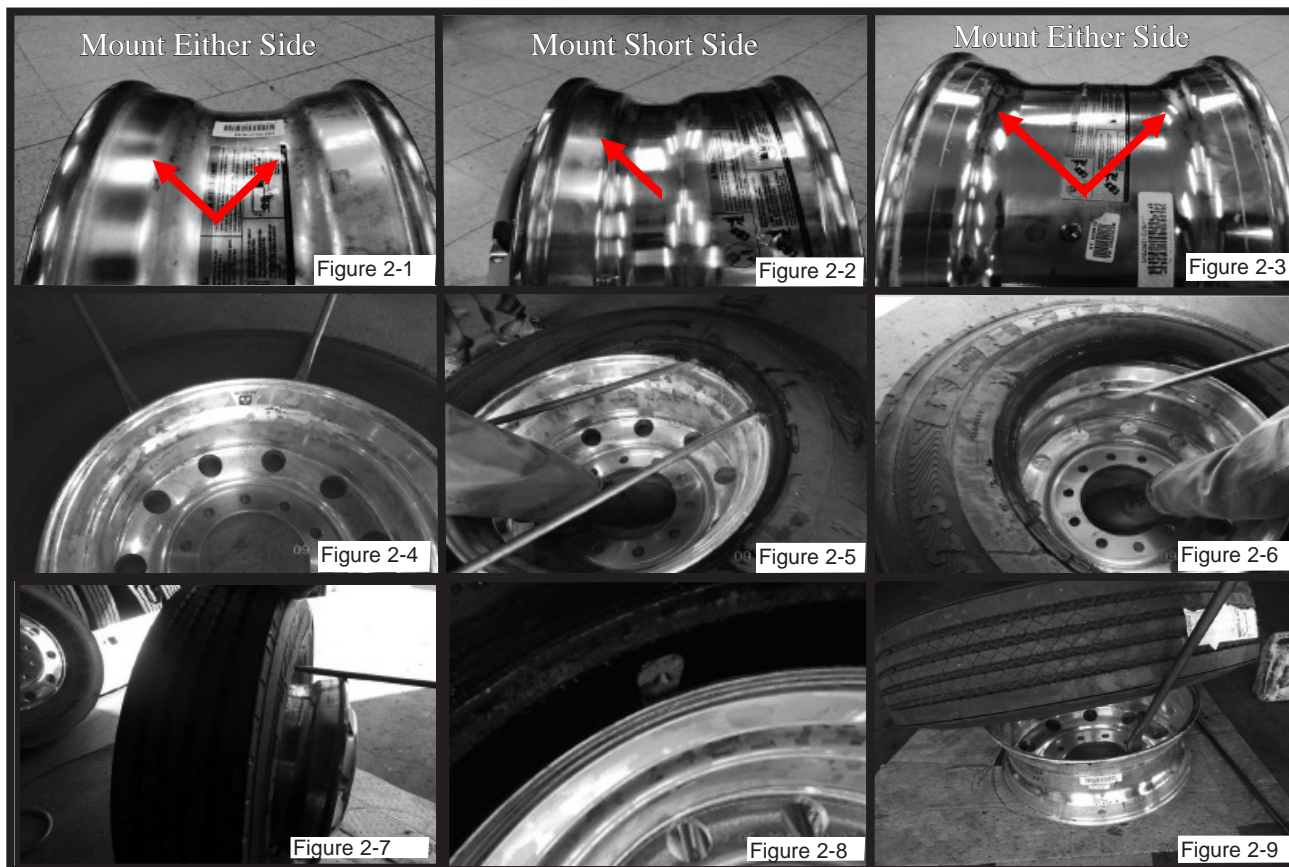 Mount Either Side
Mount Short Side
Mount Either Side
Figure 2-1
Figure 2-2
Figure 2-3
Figure 2-4
Figure 2-5
Figure 2-6
Figure 2-7
Figure 2-8
Figure 2-9